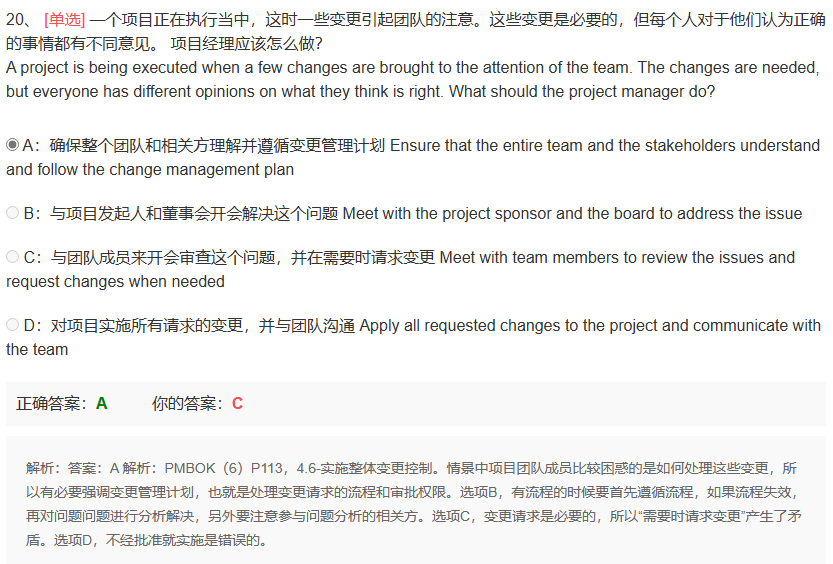 20、 [单选] 一个项目正在执行当中，这时一些变更引起团队的注意。这些变更是必要的，但每个人对于他们认为正确
的事情都有不同意见。 项目经理应该怎么做?
A project is being executed when a few changes are brought to the attention of the team. The changes are needed,
but everyone has different opinions on what they think is right. What should the project manager do?
A：确保整个团队和相关方理解并遵循变更管理计划 Ensure that the entire team and the stakeholders understand
and follow the change management plan
B：与项目发起人和董事会开会解决这个问题 Meet with the project sponsor and the board to address the issue
C：与团队成员来开会审查这个问题，并在需要时请求变更 Meet with team members to review the issues and
request changes when needed
D：对项目实施所有请求的变更，并与团队沟通 Apply all requested changes to the project and communicate with
the team
正确答案：A 你的答案：C
解析：答案：A 解析：PMBOK（6）P113，4.6-实施整体变更控制。情景中项目团队成员比较困惑的是如何处理这些变更，所
以有必要强调变更管理计划，也就是处理变更请求的流程和审批权限。选项B，有流程的时候要首先遵循流程，如果流程失效，
再对问题问题进行分析解决，另外要注意参与问题分析的相关方。选项C，变更请求是必要的，所以“需要时请求变更”产生了矛
盾。选项D，不经批准就实施是错误的。